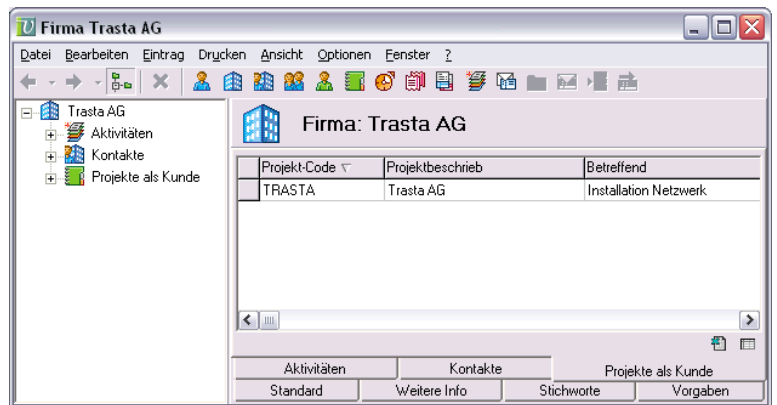 Firma Trasta AG
Datei Bearbeiten Eintrag Drucken Ansicht Optionen Fenster ?
Trasta AG
Aktivitäten
Kontakte
Projekte als Kunde
Firma: Trasta AG
Projekt-Code Projektbeschrieb Betreffend
TRASTA Trasta AG Installation Netzwerk
Aktivitäten Kontakte Projekte als Kunde
Standard Weitere Info Stichworte Vorgaben